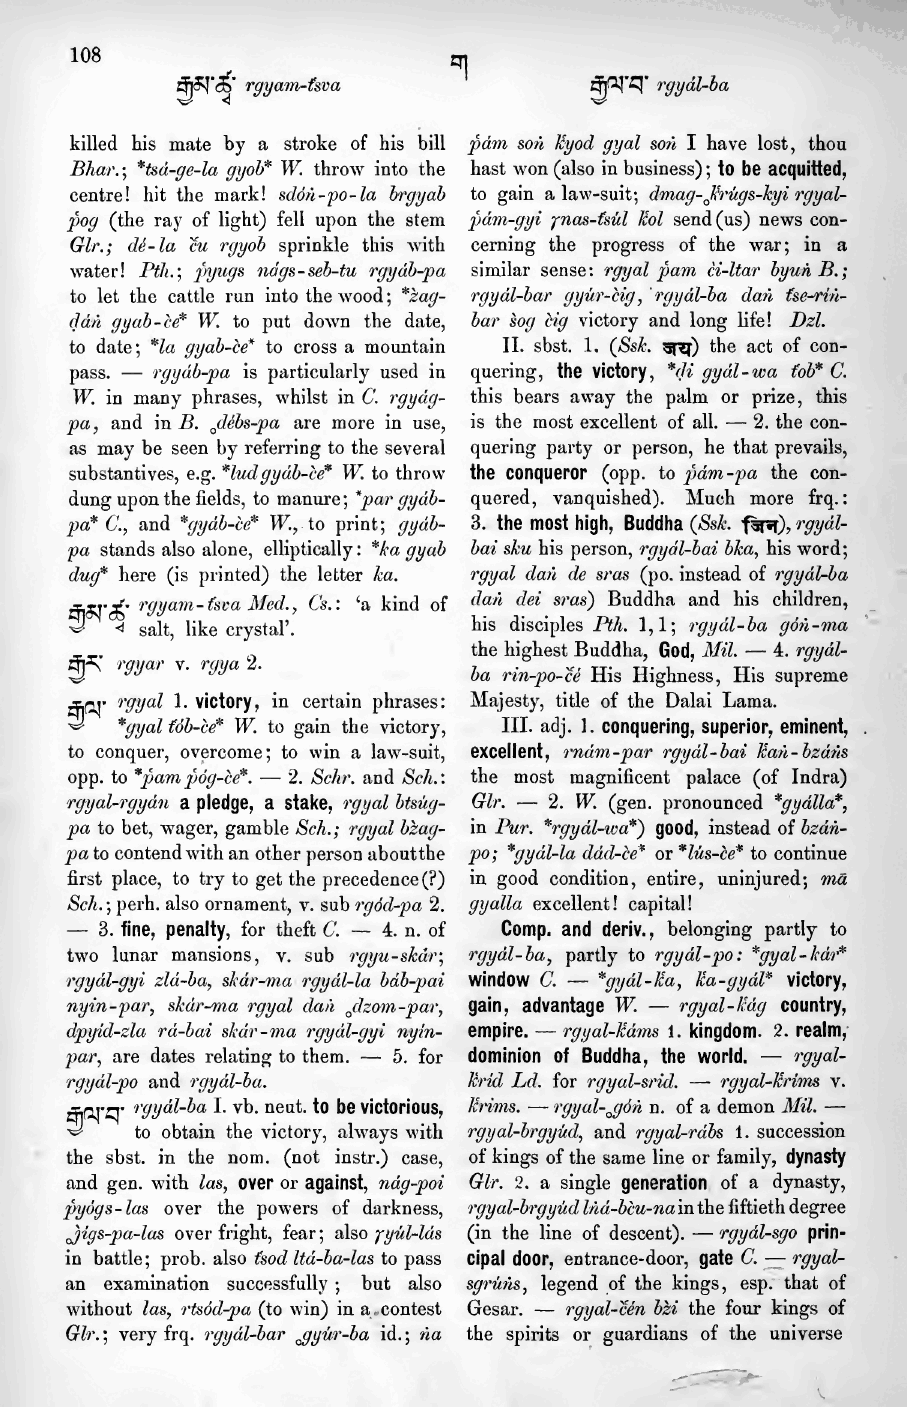 108
ག
རྒྱམ་ཚྭ་ rgyam-ťsva
རྒྱལ་བ་ rgyál-ba
killed his mate by a stroke of his bill
Bhar.; *tsá-ge-la gyob* W. throw into the
centre! hit the mark! sdóṅ-po-la brgyab
ṗog (the ray of light) fell upon the stem
Glr.; dé-la c̆u rgyob sprinkle this with
water! Pth.; ṗyugs nágs-seb-tu rgyáb-pa
to let the cattle run into the wood; *żag-
ḍáṅ gyab-c̀e* W. to put down the date,
to date; *la gyab-c̀e* to cross a mountain
pass. — rgyáb-pa is particularly used in
W. in many phrases, whilst in C. rgyág-
pa, and in B. ₒdébs-pa are more in use,
as may be seen by referring to the several
substantives, e.g. *lud gyáb-c̀e* W. to throw
dung upon the fields, to manure; *par gyáb-
pa* C., and *gyáb-c̀e* W., to print; gyáb-
pa stands also alone, elliptically: *ka gyab
dug* here (is printed) the letter ka.
རྒྱམ་ཚྭ་ rgyam-ťsva Med., Cs.: ‘a kind of
salt, like crystal’.
རྒྱར་ rgyar v. rgya 2.
རྒྱལ་ rgyal 1. victory, in certain phrases:
*gyal ťób-c̀e* W. to gain the victory,
to conquer, overcome; to win a law-suit,
opp. to *ṗam ṗóg-c̀e*. — 2. Schr. and Sch.:
rgyal-rgyán a pledge, a stake, rgyal btsúg-
pa to bet, wager, gamble Sch.; rgyal bżag-
pa to contend with an other person about the
first place, to try to get the precedence(?)
Sch.; perh. also ornament, v. sub rgód-pa 2.
— 3. fine, penalty, for theft C. — 4. n. of
two lunar mansions, v. sub rgyu-skár;
rgyál-gyi zlá-ba, skár-ma rgyál-la báb-pai
nyin-par, skár-ma rgyal daṅ ₒdzom-par,
dpyíd-zla rá-bai skár-ma rgyál-gyi nyín-
par, are dates relating to them. — 5. for
rgyál-po and rgyál-ba.
རྒྱལ་བ་ rgyál-ba I. vb. neut. to be victorious,
to obtain the victory, always with
the sbst. in the nom. (not instr.) case,
and gen. with las, over or against, nág-poi
ṗyógs-las over the powers of darkness,
ₒjigs-pa-las over fright, fear; also γyúl-lás
in battle; prob. also ťsod ltá-ba-las to pass
an examination successfully; but also
without las, rtsód-pa (to win) in a contest
Glr.; very frq. rgyál-bar ₒgyúr-ba id.; ṅa
ṗám soṅ k̆yod gyal soṅ I have lost, thou
hast won (also in business); to be acquitted,
to gain a law-suit; dmag-ₒk̆rúgs-kyi rgyal-
ṗám-gyi γnas-ťsúl k̆ol send (us) news con-
cerning the progress of the war; in a
similar sense: rgyal ṗam c̀i-ltar byuṅ B.;
rgyál-bar gyúr-c̀ig, rgyál-ba daṅ ťse-riṅ-
bar ṡog c̀ig victory and long life! Dzl.
II. sbst. 1. (Ssk. जय) the act of con-
quering, the victory, *ḍi gyál-wa ťob* C.
this bears away the palm or prize, this
is the most excellent of all. — 2. the con-
quering party or person, he that prevails,
the conqueror (opp. to ṗám-pa the con-
quered, vanquished). Much more frq.:
3. the most high, Buddha (Ssk. जिन), rgyál-
bai sku his person, rgyál-bai bka, his word;
rgyal daṅ de sras (po. instead of rgyál-ba
daṅ dei sras) Buddha and his children,
his disciples Pth. 1, 1; rgyál-ba góṅ-ma
the highest Buddha, God, Mil. — 4. rgyál-
ba rin-po-c̆é His Highness, His supreme
Majesty, title of the Dalai Lama.
III. adj. 1. conquering, superior, eminent,
excellent, rnám-par rgyál-bai k̆aṅ-bzáṅs
the most magnificent palace (of Indra)
Glr. — 2. W. (gen. pronounced *gyálla*,
in Pur. *rgyál-wa*) good, instead of bzáṅ-
po; *gyál-la dád-c̀e* or *lús-c̀e* to continue
in good condition, entire, uninjured; mā
gyalla excellent! capital!
Comp. and deriv., belonging partly to
rgyál-ba, partly to rgyál-po: *gyal-kár*
window C. — *gyál-k̆a, k̆a-gyál* victory,
gain, advantage W. — rgyal-k̆ág country,
empire. — rgyal-k̆áms 1. kingdom. 2. realm,
dominion of Buddha, the world. — rgyal-
k̆rid Ld. for rgyal-srid. — rgyal-k̆rims v.
k̆rims. — rgyal-ₒgóṅ n. of a demon Mil. —
rgyal-brgyúd, and rgyal-rábs 1. succession
of kings of the same line or family, dynasty
Glr. 2. a single generation of a dynasty,
rgyal-brgyúd lṅá-bc̀u-na in the fiftieth degree
(in the line of descent). — rgyál-sgo prin-
cipal door, entrance-door, gate C. — rgyal-
sgrúṅs, legend of the kings, esp. that of
Gesar. — rgyal-c̆én bżi the four kings of
the spirits or guardians of the universe